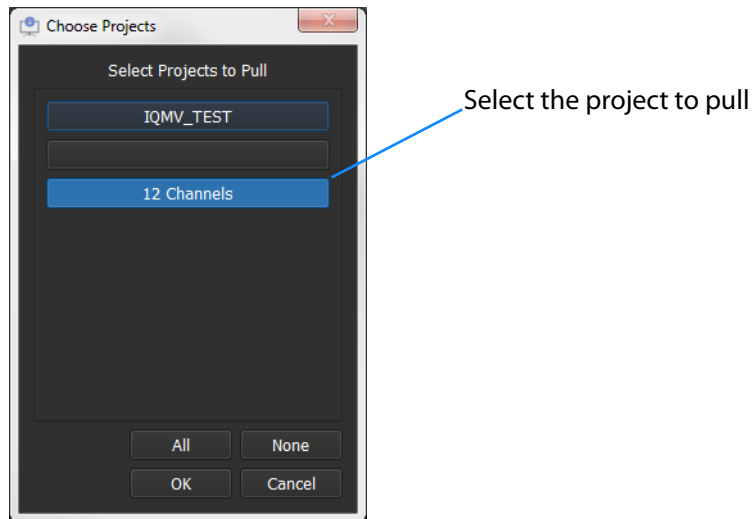 Choose Projects
Select Projects to Pull
IQMV_TEST
12 Channels
Select the project to pull
All
None
OK
Cancel